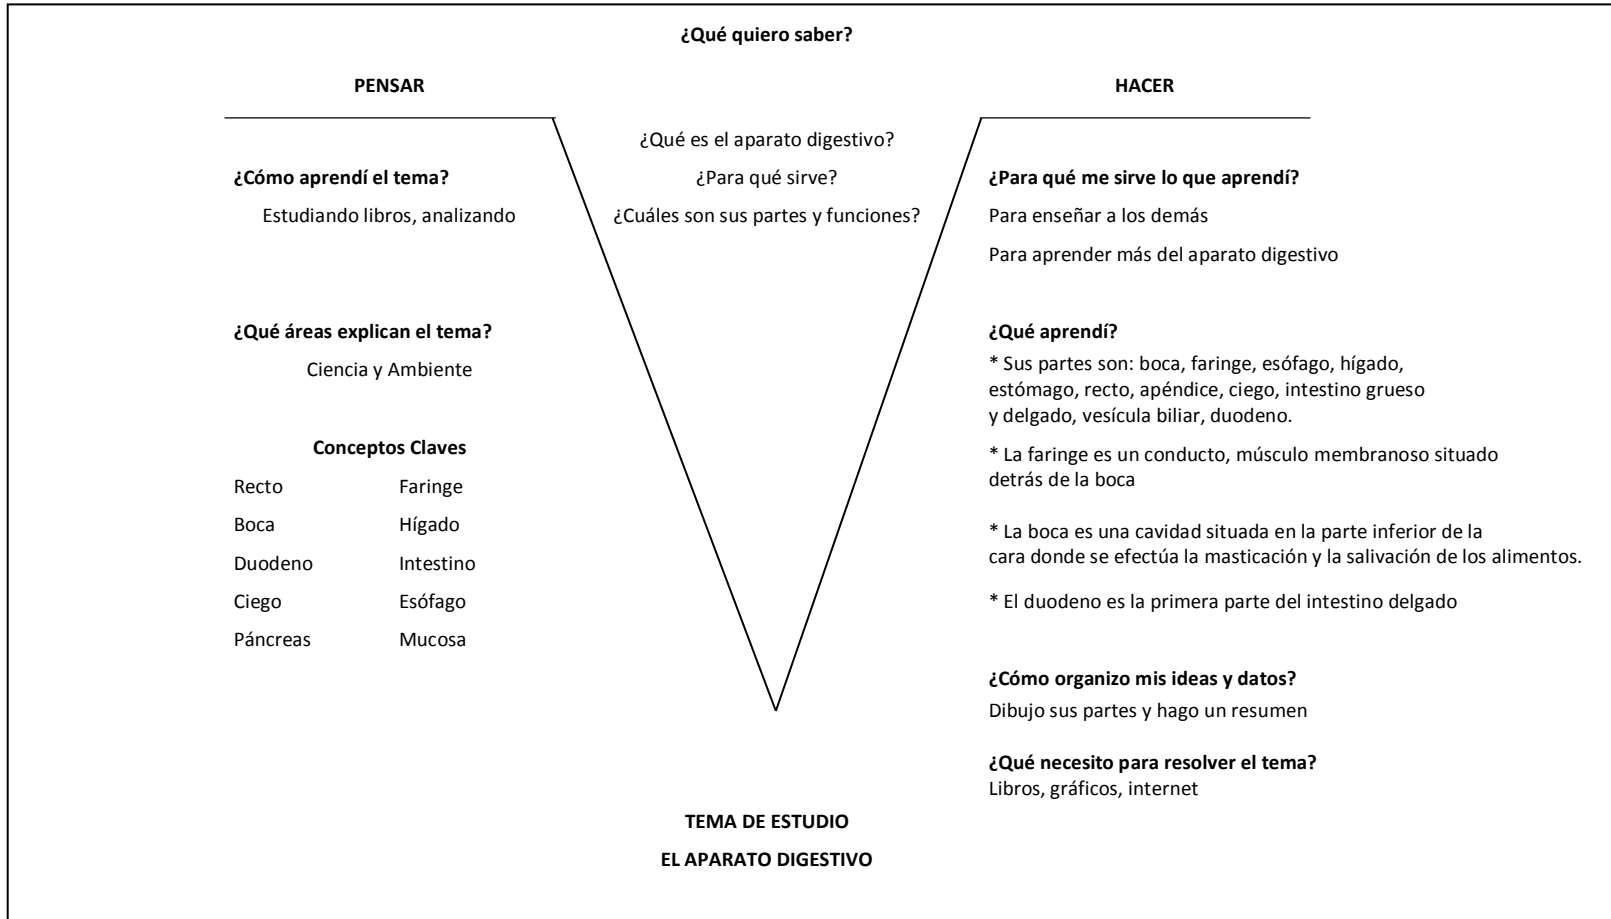 ¿Qué quiero saber?
PENSAR
HACER
¿Qué es el aparato digestivo?
¿Para qué sirve?
¿Cuáles son sus partes y funciones?
¿Cómo aprendí el tema?
Estudiando libros, analizando
¿Qué áreas explican el tema?
Ciencia y Ambiente
Conceptos Claves
Recto Faringe
Boca Hígado
Duodeno Intestino
Ciego Esófago
Páncreas Mucosa
¿Para qué me sirve lo que aprendí?
Para enseñar a los demás
Para aprender más del aparato digestivo
¿Qué aprendí?
* Sus partes son: boca, faringe, esófago, hígado,
estómago, recto, apéndice, ciego, intestino grueso
y delgado, vesícula biliar, duodeno.
* La faringe es un conducto, músculo membranoso situado
detrás de la boca
* La boca es una cavidad situada en la parte inferior de la
cara donde se efectúa la masticación y la salivación de los alimentos.
* El duodeno es la primera parte del intestino delgado
¿Cómo organizo mis ideas y datos?
Dibujo sus partes y hago un resumen
¿Qué necesito para resolver el tema?
Libros, gráficos, internet
TEMA DE ESTUDIO
EL APARATO DIGESTIVO